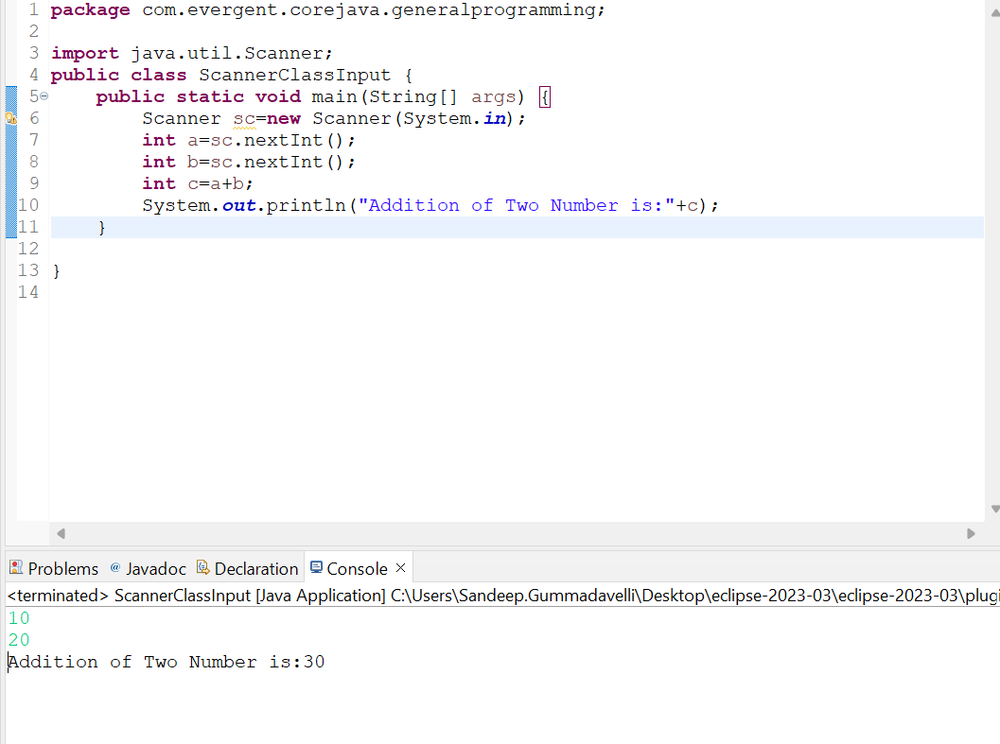 1 package com.evergent.corejava.generalprogramming;
2
3 import java.util.Scanner;
4 public class ScannerClassInput {
5 public static void main(String[] args) {
6 Scanner sc=new Scanner(System.in);
7 int a=sc.nextInt();
8 int b=sc.nextInt();
9 int c=a+b;
10 System.out.println("Addition of Two Number is:"+c);
11 }
12
13 }
14
Problems @ Javadoc Declaration Console ×
<terminated> ScannerClassInput [Java Application] C:\Users\Sandeep.Gummadavelli\Desktop\eclipse-2023-03\eclipse-2023-03\plugi
10
20
Addition of Two Number is:30